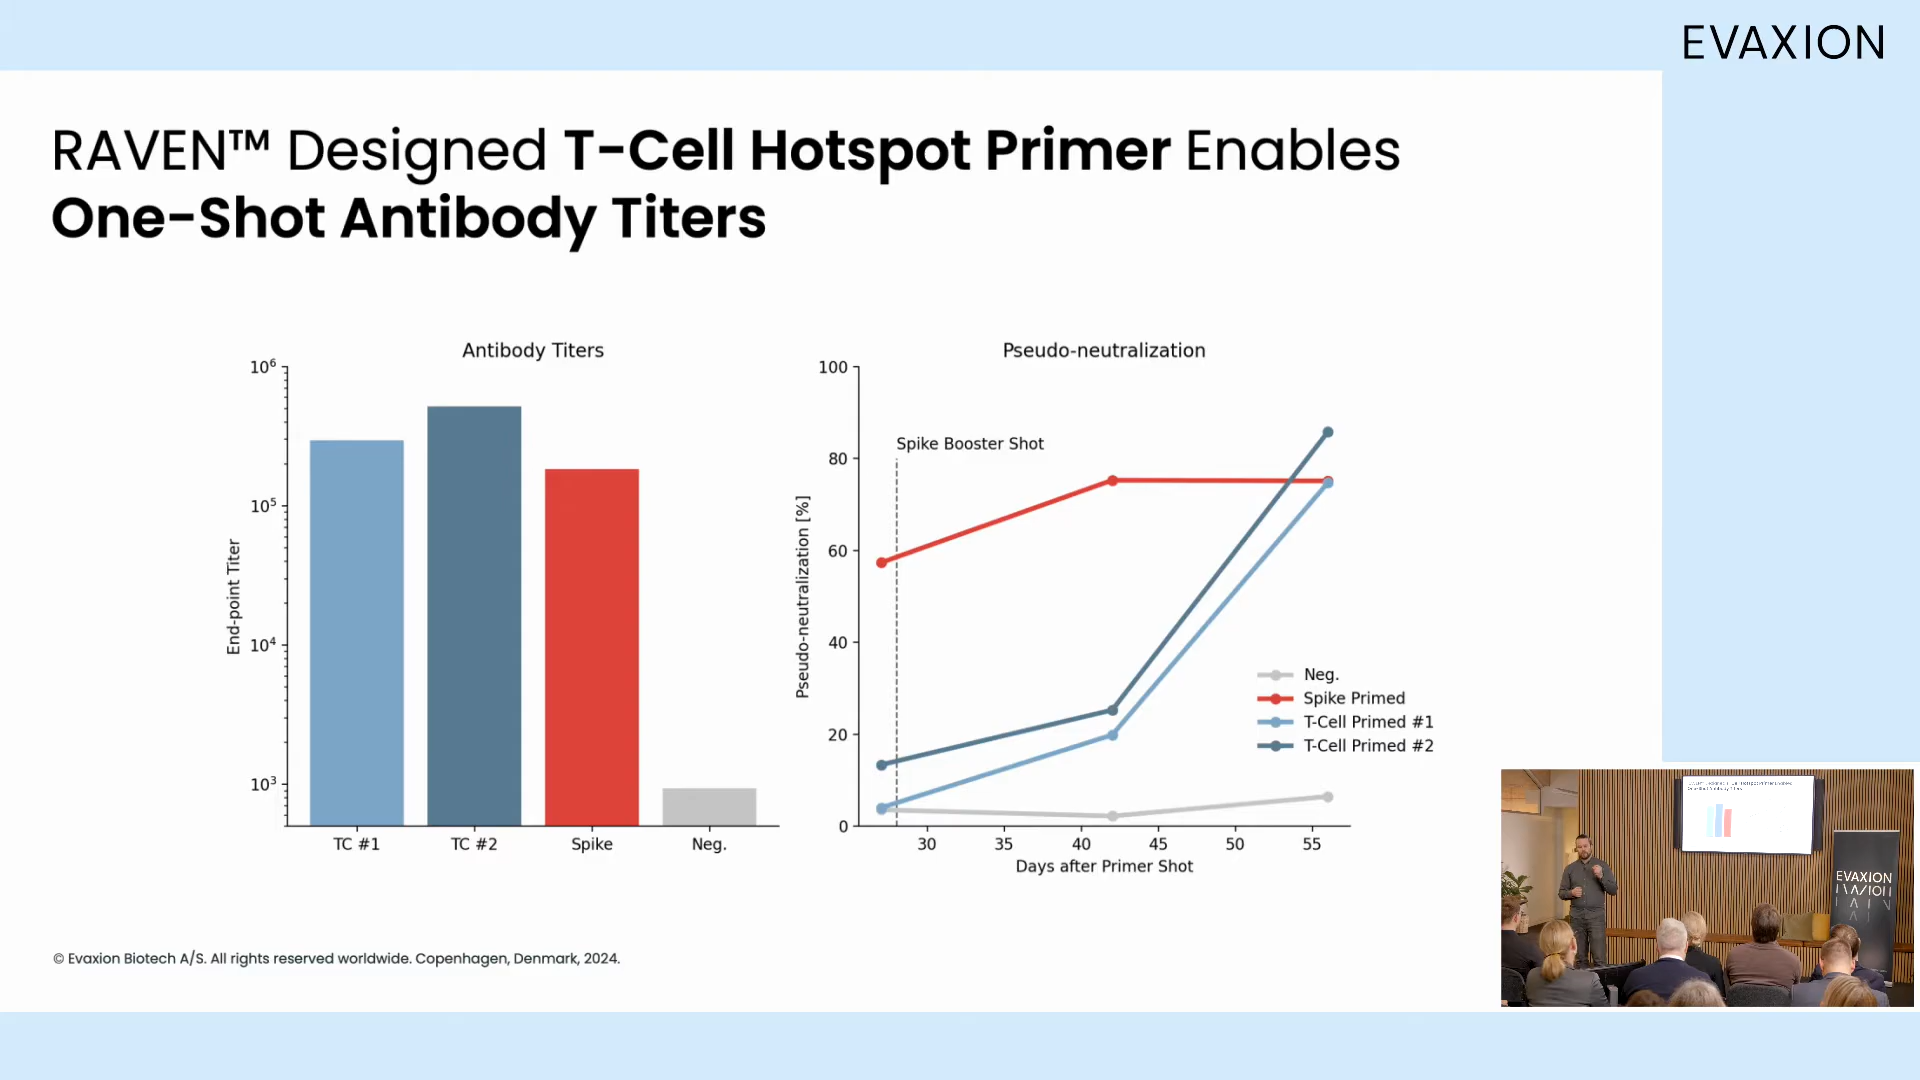 EVAXION
RAVEN™ Designed T-Cell Hotspot Primer Enables
One-Shot Antibody Titers
Antibody Titers
10⁶
10⁵
10⁴
10³
End-point Titer
TC #1 TC #2 Spike Neg.
Pseudo-neutralization
100
80
60
40
20
0
Pseudo-neutralization [%]
Spike Booster Shot
Neg.
Spike Primed
T-Cell Primed #1
T-Cell Primed #2
30 35 40 45 50 55
Days after Primer Shot
© Evaxion Biotech A/S. All rights reserved worldwide. Copenhagen, Denmark, 2024.
EVAXION